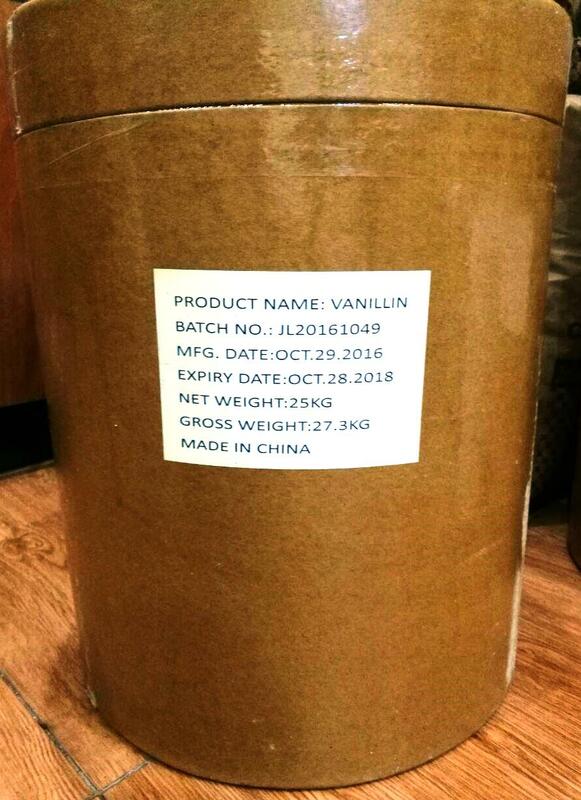 PRODUCT NAME: VANILLIN
BATCH NO.: JL20161049
MFG. DATE:OCT.29.2016
EXPIRY DATE:OCT.28.2018
NET WEIGHT:25KG
GROSS WEIGHT:27.3KG
MADE IN CHINA